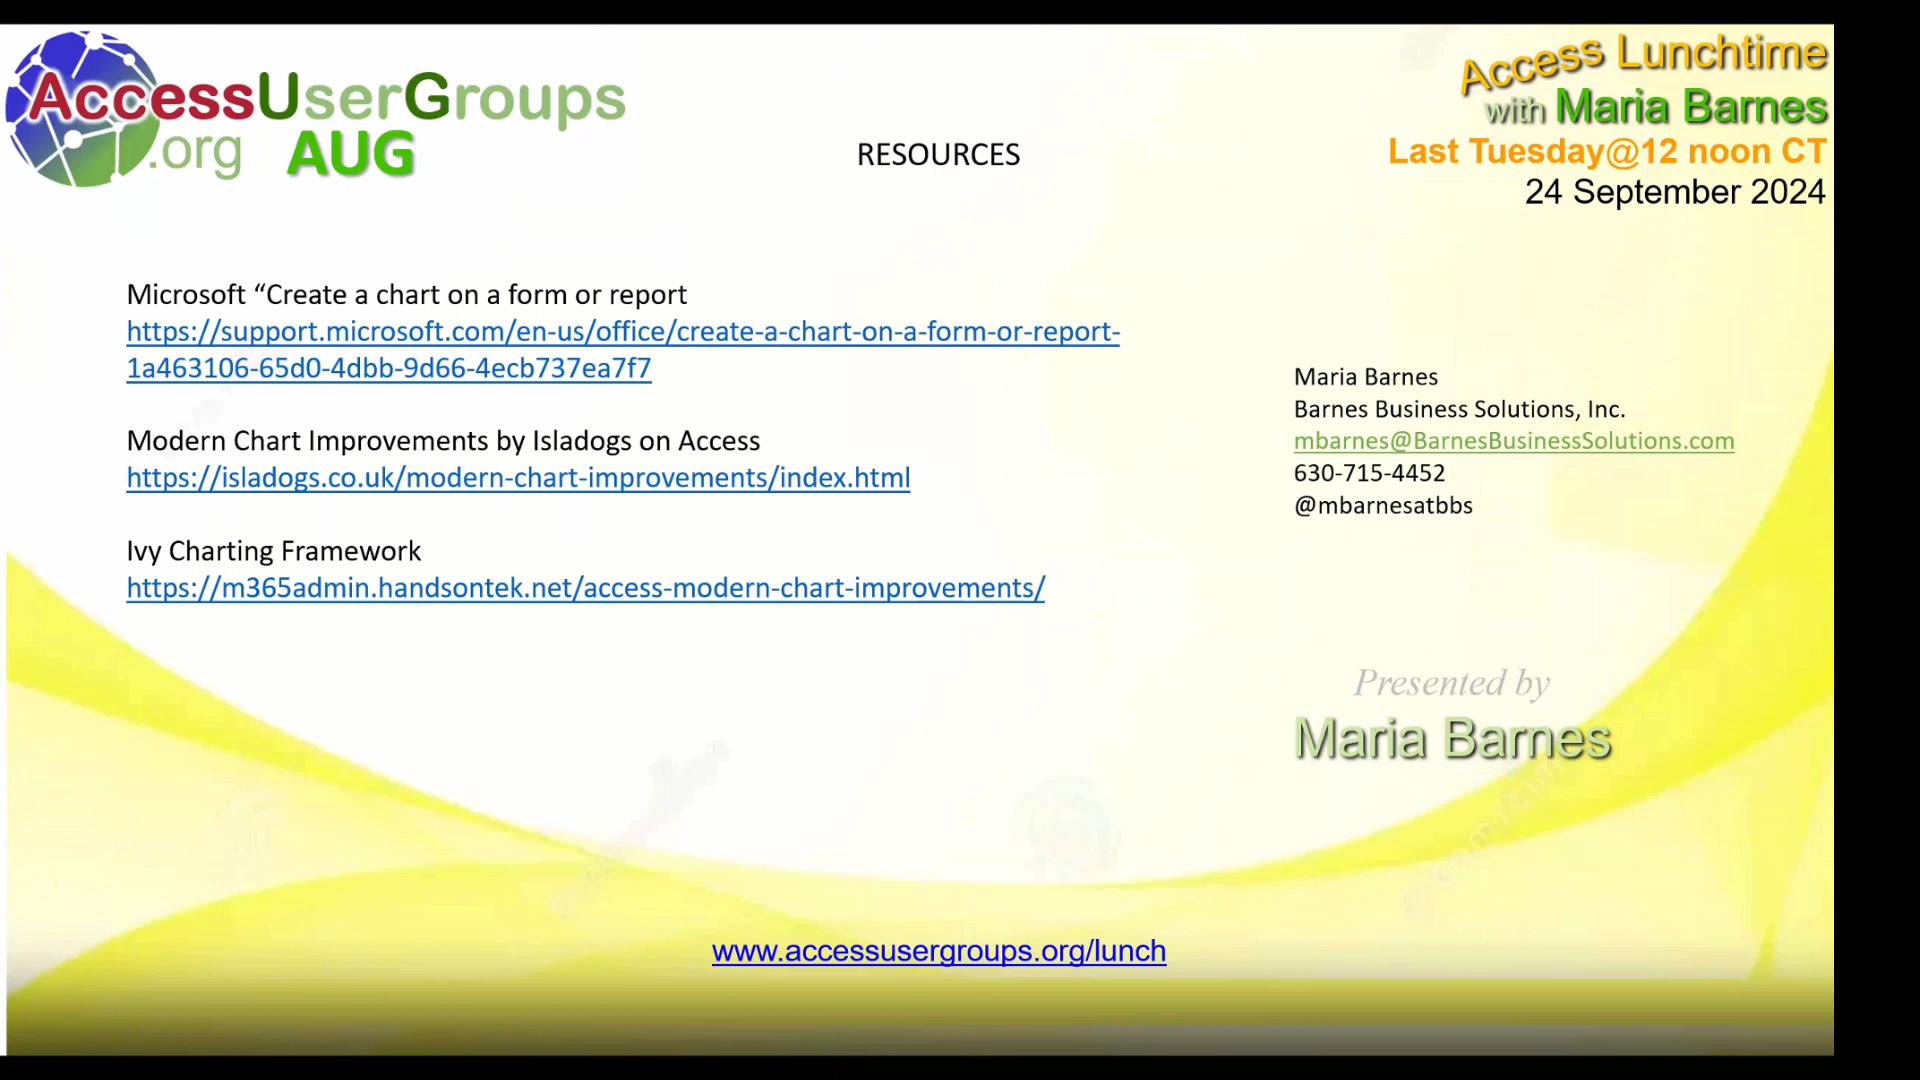 AccessUserGroups
.org AUG
RESOURCES
Access Lunchtime
with Maria Barnes
Last Tuesday@12 noon CT
24 September 2024
Microsoft “Create a chart on a form or report
https://support.microsoft.com/en-us/office/create-a-chart-on-a-form-or-report-
1a463106-65d0-4dbb-9d66-4ecb737ea7f7
Modern Chart Improvements by Isladogs on Access
https://isladogs.co.uk/modern-chart-improvements/index.html
Ivy Charting Framework
https://m365admin.handsontek.net/access-modern-chart-improvements/
Maria Barnes
Barnes Business Solutions, Inc.
mbarnes@BarnesBusinessSolutions.com
630-715-4452
@mbarnesatbbs
Presented by
Maria Barnes
www.accessusergroups.org/lunch